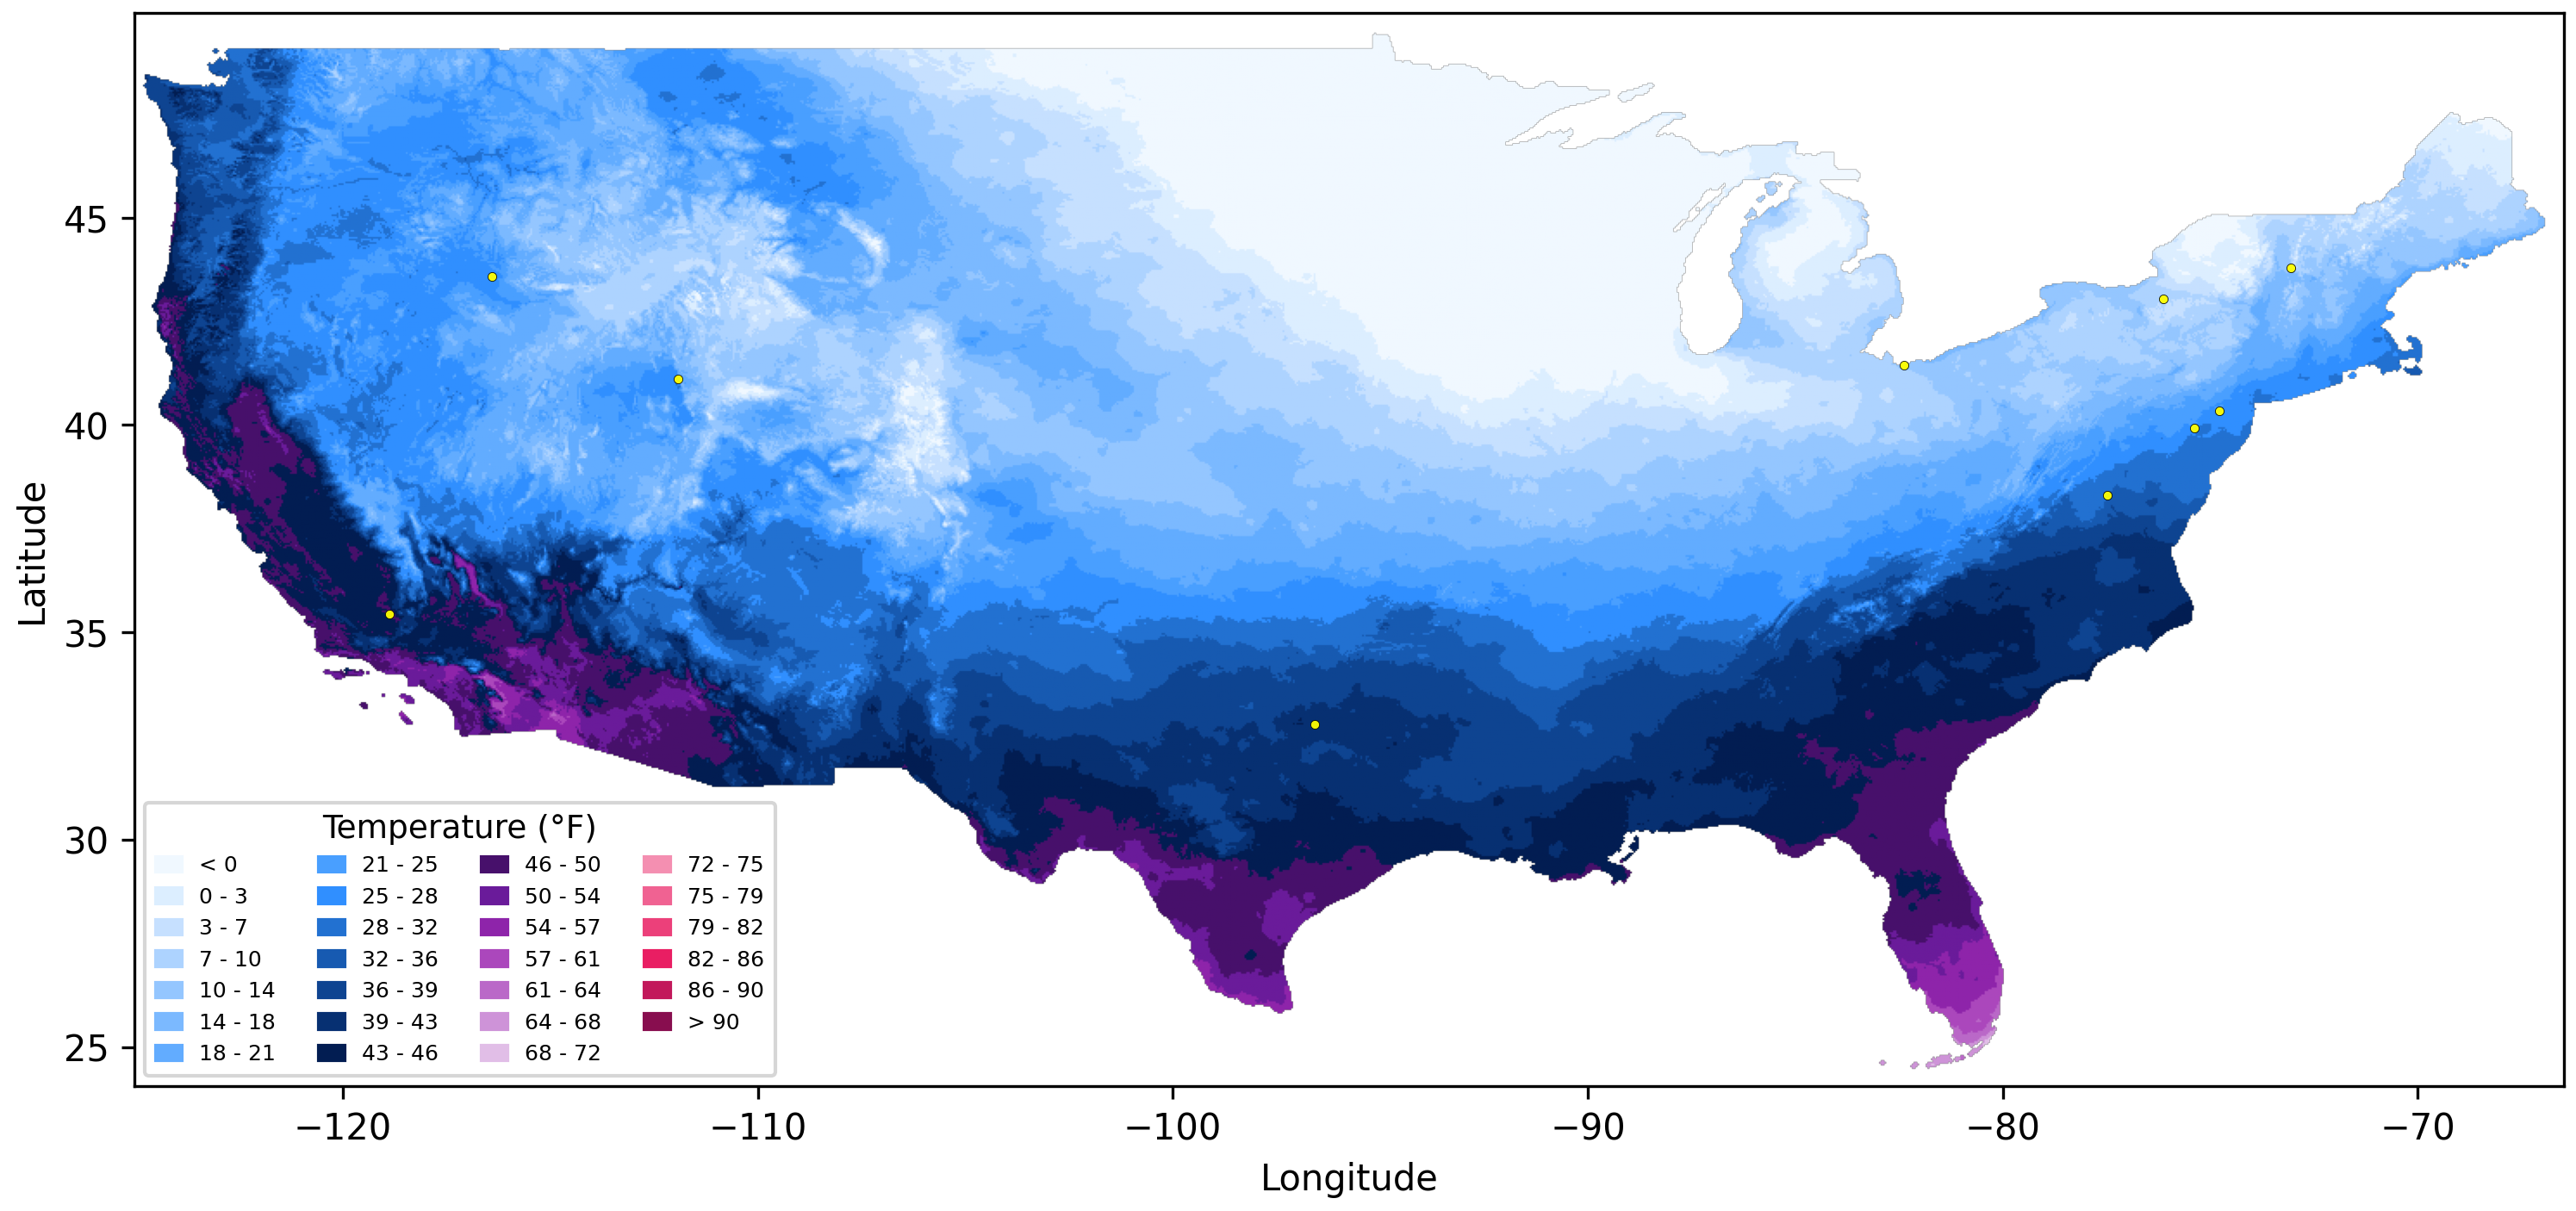 45
40
35
30
25
Latitude
Temperature (°F)
< 0 21 - 25 46 - 50 72 - 75
0 - 3 25 - 28 50 - 54 75 - 79
3 - 7 28 - 32 54 - 57 79 - 82
7 - 10 32 - 36 57 - 61 82 - 86
10 - 14 36 - 39 61 - 64 86 - 90
14 - 18 39 - 43 64 - 68 > 90
18 - 21 43 - 46 68 - 72
−120 −110 −100 −90 −80 −70
Longitude